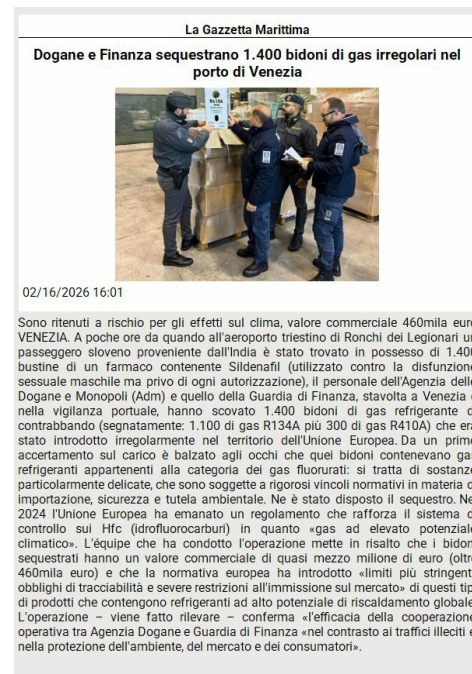 La Gazzetta Marittima
Dogane e Finanza sequestrano 1.400 bidoni di gas irregolari nel
porto di Venezia
R410A
02/16/2026 16:01
Sono ritenuti a rischio per gli effetti sul clima, valore commerciale 460mila eur
VENEZIA. A poche ore da quando all'aeroporto triestino di Ronchi dei Legionari u
passeggero sloveno proveniente dall'India è stato trovato in possesso di 1.40
bustine di un farmaco contenente Sildenafil (utilizzato contro la disfunzion
sessuale maschile ma privo di ogni autorizzazione), il personale dell'Agenzia dell
Dogane e Monopoli (Adm) e quello della Guardia di Finanza, stavolta a Venezia
nella vigilanza portuale, hanno scovato 1.400 bidoni di gas refrigerante d
contrabbando (segnatamente: 1.100 di gas R134A più 300 di gas R410A) che era
stato introdotto irregolarmente nel territorio dell'Unione Europea. Da un prim
accertamento sul carico è balzato agli occhi che quei bidoni contenevano ga
refrigeranti appartenenti alla categoria dei gas fluorurati: si tratta di sostanz
particolarmente delicate, che sono soggette a rigorosi vincoli normativi in materia d
importazione, sicurezza e tutela ambientale. Ne è stato disposto il sequestro. Ne
2024 l'Unione Europea ha emanato un regolamento che rafforza il sistema d
controllo sui Hfc (idrofluorocarburi) in quanto «gas ad elevato potenzial
climatico». L'équipe che ha condotto l'operazione mette in risalto che i bidon
sequestrati hanno un valore commerciale di quasi mezzo milione di euro (oltr
460mila euro) e che la normativa europea ha introdotto «limiti più stringent
obblighi di tracciabilità e severe restrizioni all'immissione sul mercato» di questi tip
di prodotti che contengono refrigeranti ad alto potenziale di riscaldamento globale
L'operazione – viene fatto rilevare – conferma «l'efficacia della cooperazion
operativa tra Agenzia Dogane e Guardia di Finanza «nel contrasto ai traffici illeciti e
nella protezione dell'ambiente, del mercato e dei consumatori».